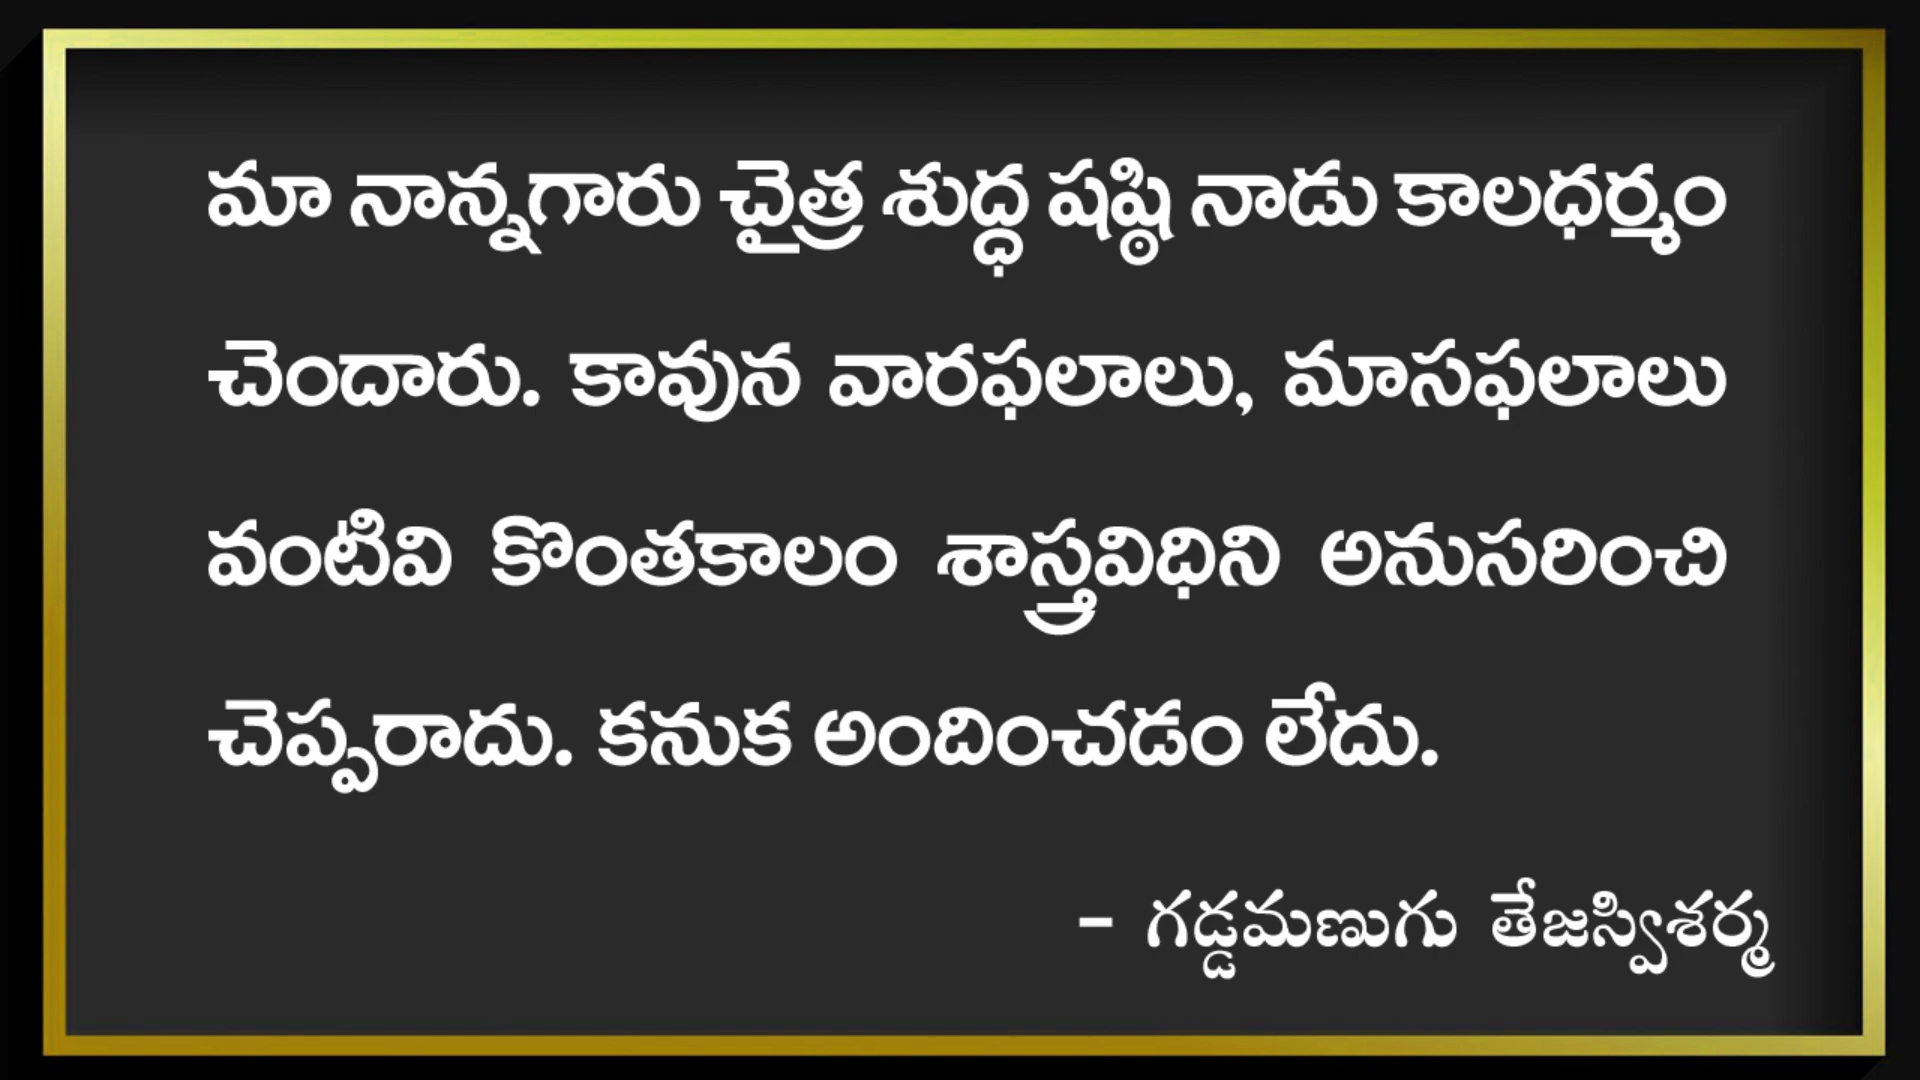 మా నాన్నగారు చైత్ర శుద్ధ షష్ఠి నాడు కాలధర్మం
చెందారు. కావున వారఫలాలు, మాసఫలాలు
వంటివి కొంతకాలం శాస్త్రవిధిని అనుసరించి
చెప్పరాదు. కనుక అందించడం లేదు.
- గడ్డమణుగు తేజస్విశర్మ